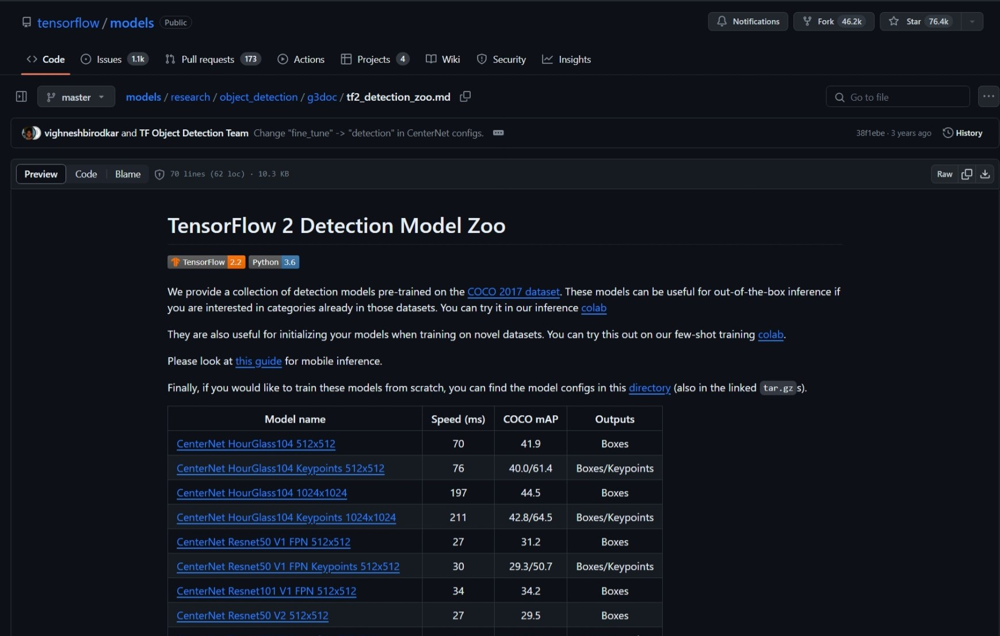 tensorflow / models Public
Notifications Fork 46.2k Star 76.4k
Code Issues 1.1k Pull requests 173 Actions Projects 4 Wiki Security Insights
master models / research / object_detection / g3doc / tf2_detection_zoo.md Go to file
vighneshbirodkar and TF Object Detection Team Change "fine_tune" -> "detection" in CenterNet configs. 38f1ebe · 3 years ago History
Preview Code Blame 70 lines (62 loc) · 10.3 KB Raw
TensorFlow 2 Detection Model Zoo
TensorFlow 2.2 Python 3.6
We provide a collection of detection models pre-trained on the COCO 2017 dataset. These models can be useful for out-of-the-box inference if
you are interested in categories already in those datasets. You can try it in our inference colab
They are also useful for initializing your models when training on novel datasets. You can try this out on our few-shot training colab.
Please look at this guide for mobile inference.
Finally, if you would like to train these models from scratch, you can find the model configs in this directory (also in the linked tar.gz s).
Model name Speed (ms) COCO mAP Outputs
CenterNet HourGlass104 512x512 70 41.9 Boxes
CenterNet HourGlass104 Keypoints 512x512 76 40.0/61.4 Boxes/Keypoints
CenterNet HourGlass104 1024x1024 197 44.5 Boxes
CenterNet HourGlass104 Keypoints 1024x1024 211 42.8/64.5 Boxes/Keypoints
CenterNet Resnet50 V1 FPN 512x512 27 31.2 Boxes
CenterNet Resnet50 V1 FPN Keypoints 512x512 30 29.3/50.7 Boxes/Keypoints
CenterNet Resnet101 V1 FPN 512x512 34 34.2 Boxes
CenterNet Resnet50 V2 512x512 27 29.5 Boxes